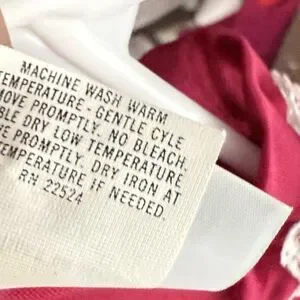 MACHINE WASH WARM
TEMPERATURE - GENTLE CYLE
MOVE PROMPTLY. NO BLEACH.
BLE DRY LOW TEMPERATURE
VE PROMPTLY. DRY IRON AT
TEMPERATURE IF NEEDED.
RN 22524